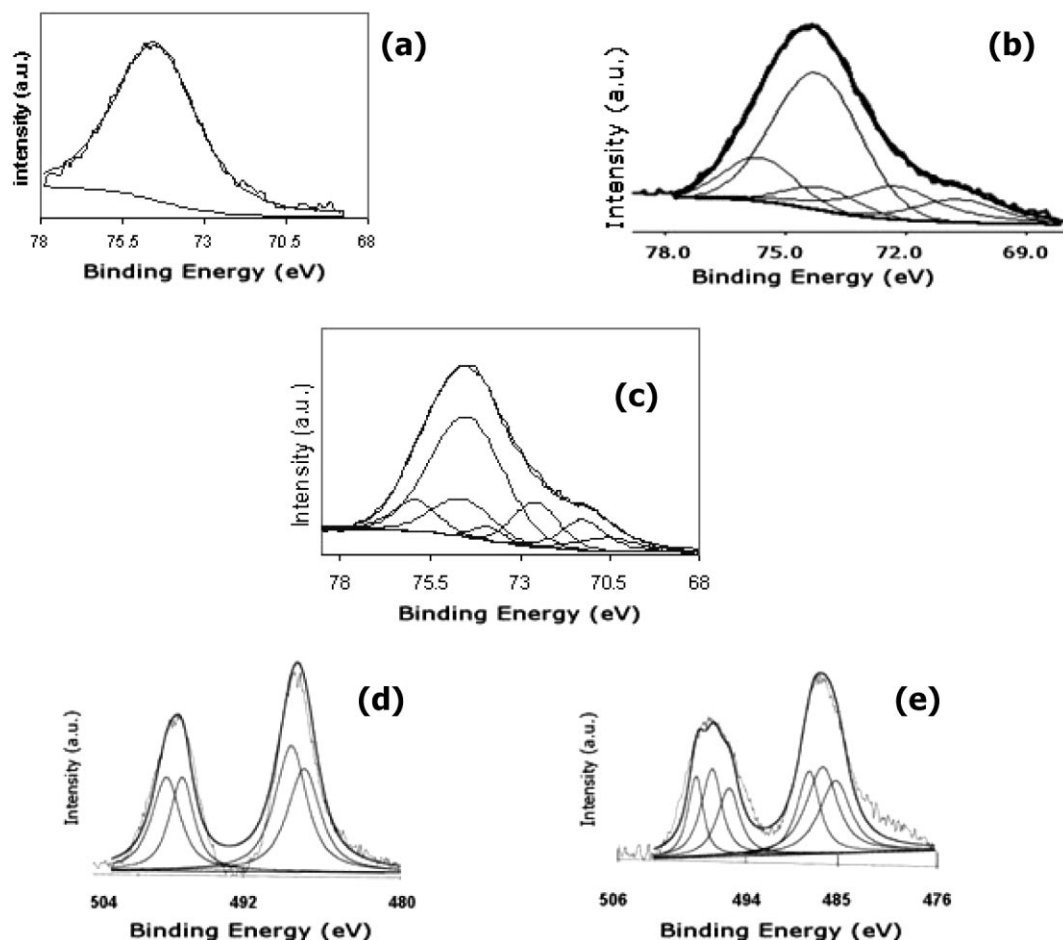 (a)
intensity (a.u.)
78 75.5 73 70.5 68
Binding Energy (eV)
(b)
Intensity (a.u.)
78.0 75.0 72.0 69.0
Binding Energy (eV)
(c)
Intensity (a.u.)
78 75.5 73 70.5 68
Binding Energy (eV)
(d)
Intensity (a.u.)
504 492 480
Binding Energy (eV)
(e)
Intensity (a.u.)
506 494 485 476
Binding Energy (eV)